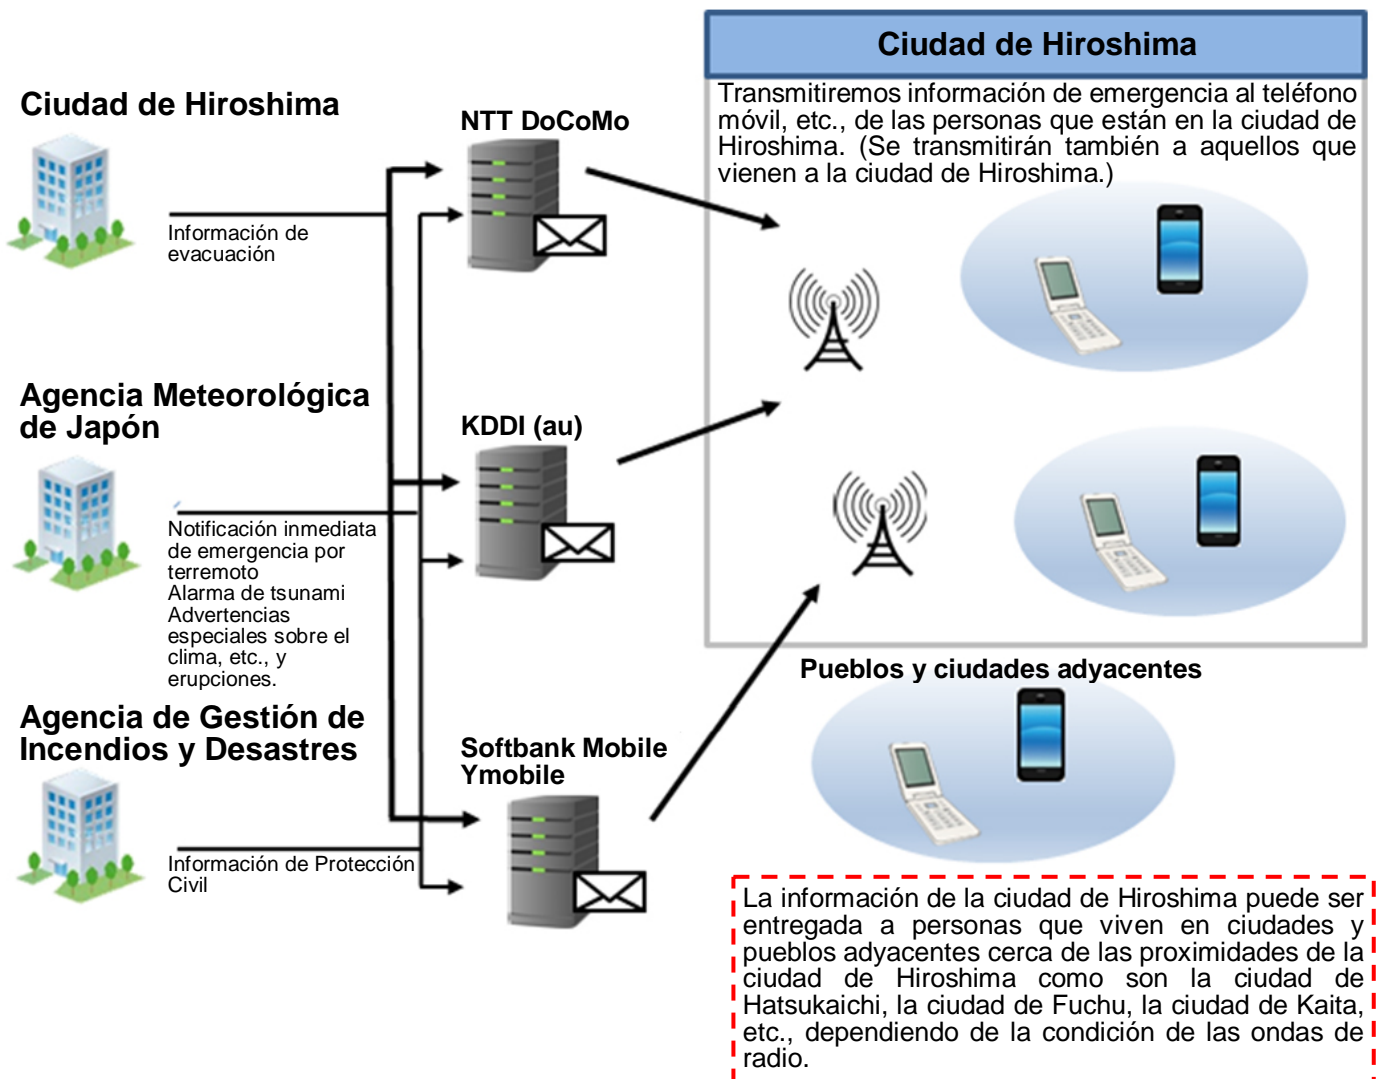 Ciudad de Hiroshima
Información de
evacuación
Agencia Meteorológica
de Japón
Notificación inmediata
de emergencia por
terremoto
Alarma de tsunami
Advertencias
especiales sobre el
clima, etc., y
erupciones.
Agencia de Gestión de
Incendios y Desastres
Información de Protección
Civil
NTT DoCoMo
KDDI (au)
Softbank Mobile
Ymobile
Ciudad de Hiroshima
Transmitiremos información de emergencia al teléfono
móvil, etc., de las personas que están en la ciudad de
Hiroshima. (Se transmitirán también a aquellos que
vienen a la ciudad de Hiroshima.)
Pueblos y ciudades adyacentes
La información de la ciudad de Hiroshima puede ser
entregada a personas que viven en ciudades y
pueblos adyacentes cerca de las proximidades de la
ciudad de Hiroshima como son la ciudad de
Hatsukaichi, la ciudad de Fuchu, la ciudad de Kaita,
etc., dependiendo de la condición de las ondas de
radio.